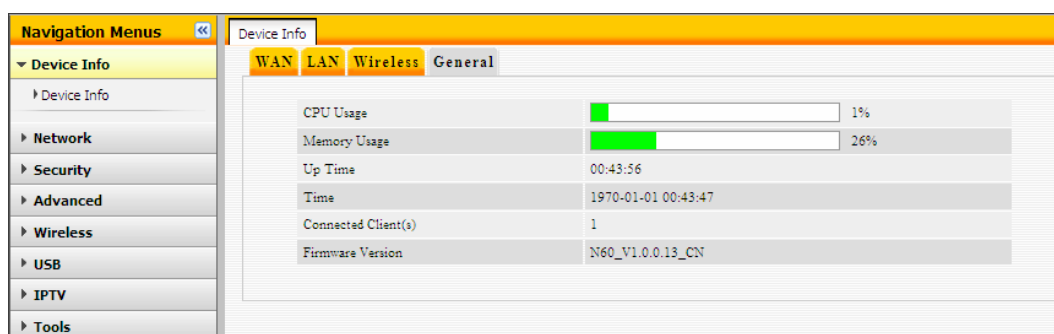 Navigation Menus
Device Info
Device Info
Network
Security
Advanced
Wireless
USB
IPTV
Tools
Device Info
WAN LAN Wireless General
CPU Usage 1%
Memory Usage 26%
Up Time 00:43:56
Time 1970-01-01 00:43:47
Connected Client(s) 1
Firmware Version N60_V1.0.0.13_CN